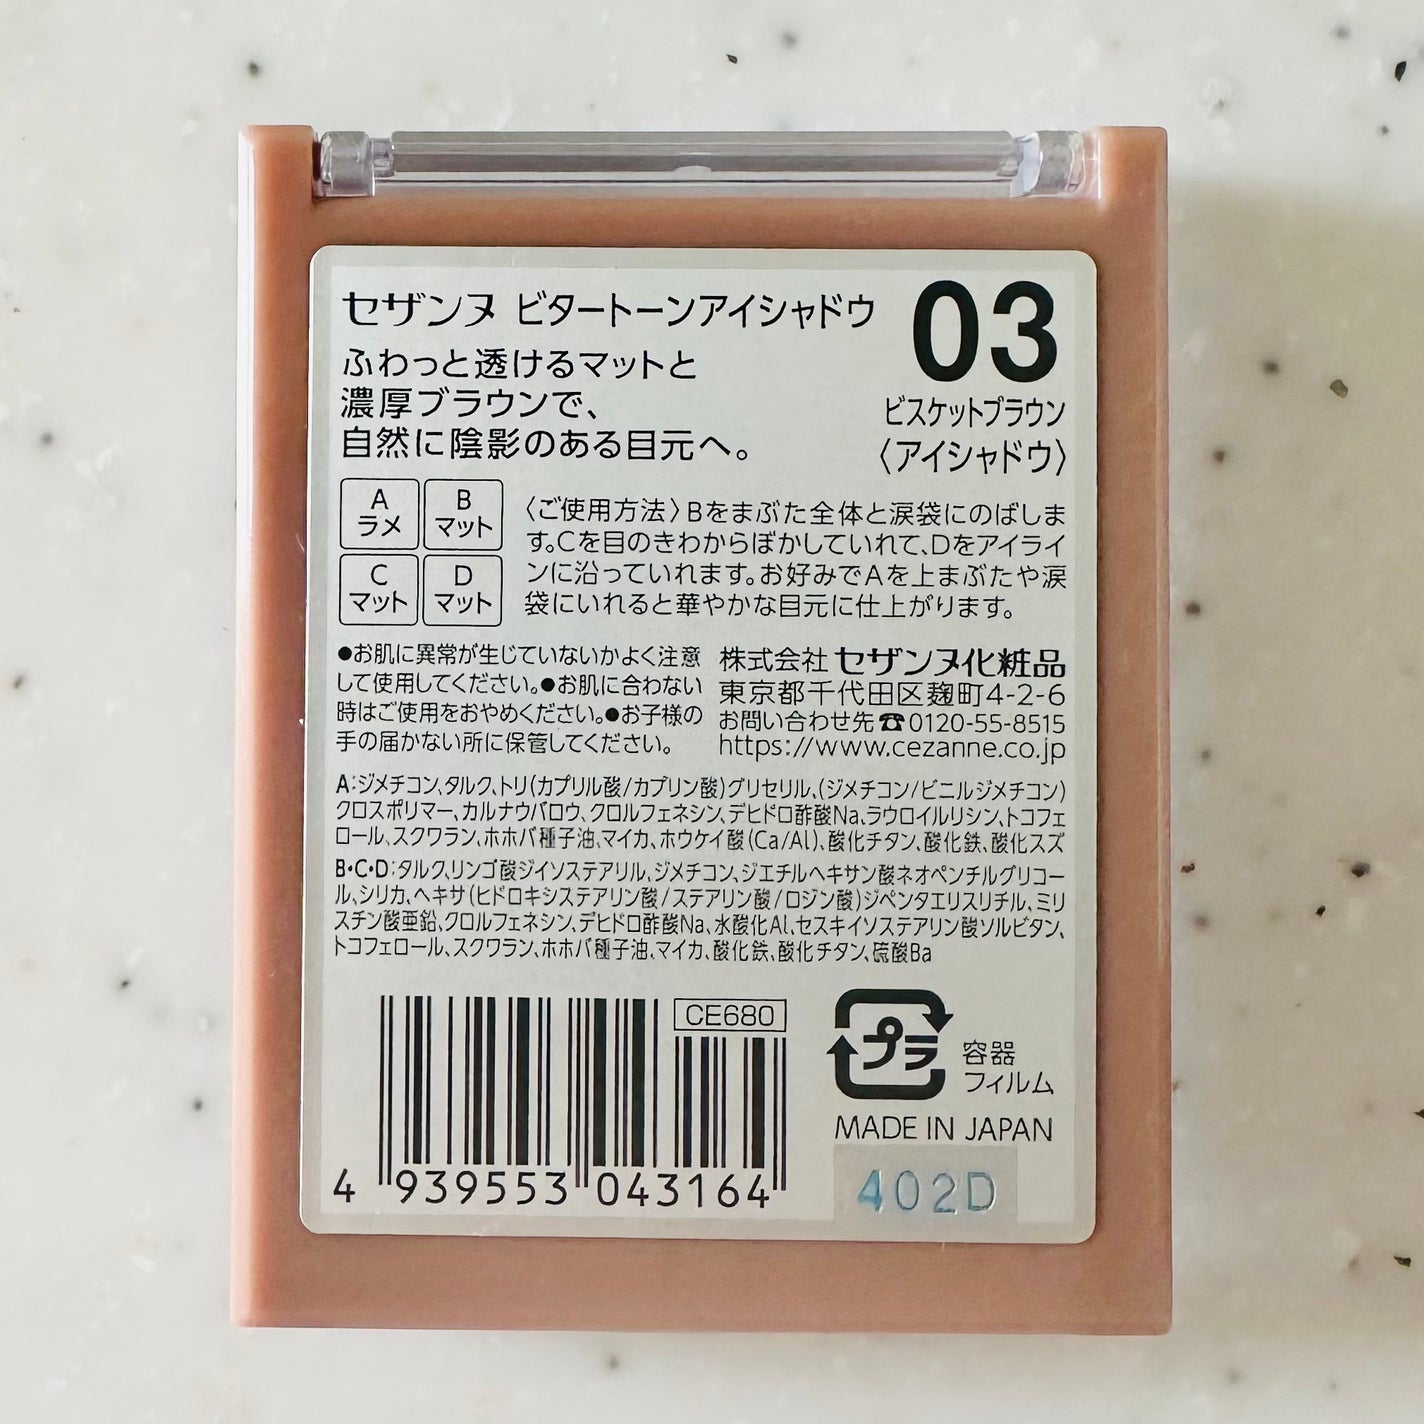 セザンヌ ビタートーンアイシャドウ
03
ふわっと透けるマットと
濃厚ブラウンで、
自然に陰影のある目元へ。
ビスケットブラウン
〈アイシャドウ〉
A
ラメ
B
マット
C
マット
D
マット
〈ご使用方法〉Bをまぶた全体と涙袋にのばしま
す。Cを目のきわからぼかしていれて、Dをアイライ
ンに沿っていれます。お好みでAを上まぶたや涙
袋にいれると華やかな目元に仕上がります。
●お肌に異常が生じていないかよく注意
して使用してください。●お肌に合わない
時はご使用をおやめください。●お子様の
手の届かない所に保管してください。
株式会社 セザンヌ化粧品
東京都千代田区麹町4-2-6
お問い合わせ先☎0120-55-8515
https://www.cezanne.co.jp
A:ジメチコン、タルク、トリ(カプリル酸/カプリン酸)グリセリル、(ジメチコン/ビニルジメチコン)
クロスポリマー、カルナウバロウ、クロルフェネシン、デヒドロ酢酸Na、ラウロイルリシン、トコフェ
ロール、スクワラン、ホホバ種子油、マイカ、ホウケイ酸(Ca/Al)、酸化チタン、酸化鉄、酸化スズ
B・C・D:タルク、リンゴ酸ジイソステアリル、ジメチコン、ジエチルヘキサン酸ネオペンチルグリコー
ル、シリカ、ヘキサ(ヒドロキシステアリン酸/ステアリン酸/ロジン酸)ジペンタエリスリチル、ミリ
スチン酸亜鉛、クロルフェネシン、デヒドロ酢酸Na、水酸化Al、セスキイソステアリン酸ソルビタン、
トコフェロール、スクワラン、ホホバ種子油、マイカ、酸化鉄、酸化チタン、硫酸Ba
CE680
4 939553 043164
プラ
容器
フィルム
MADE IN JAPAN
402D